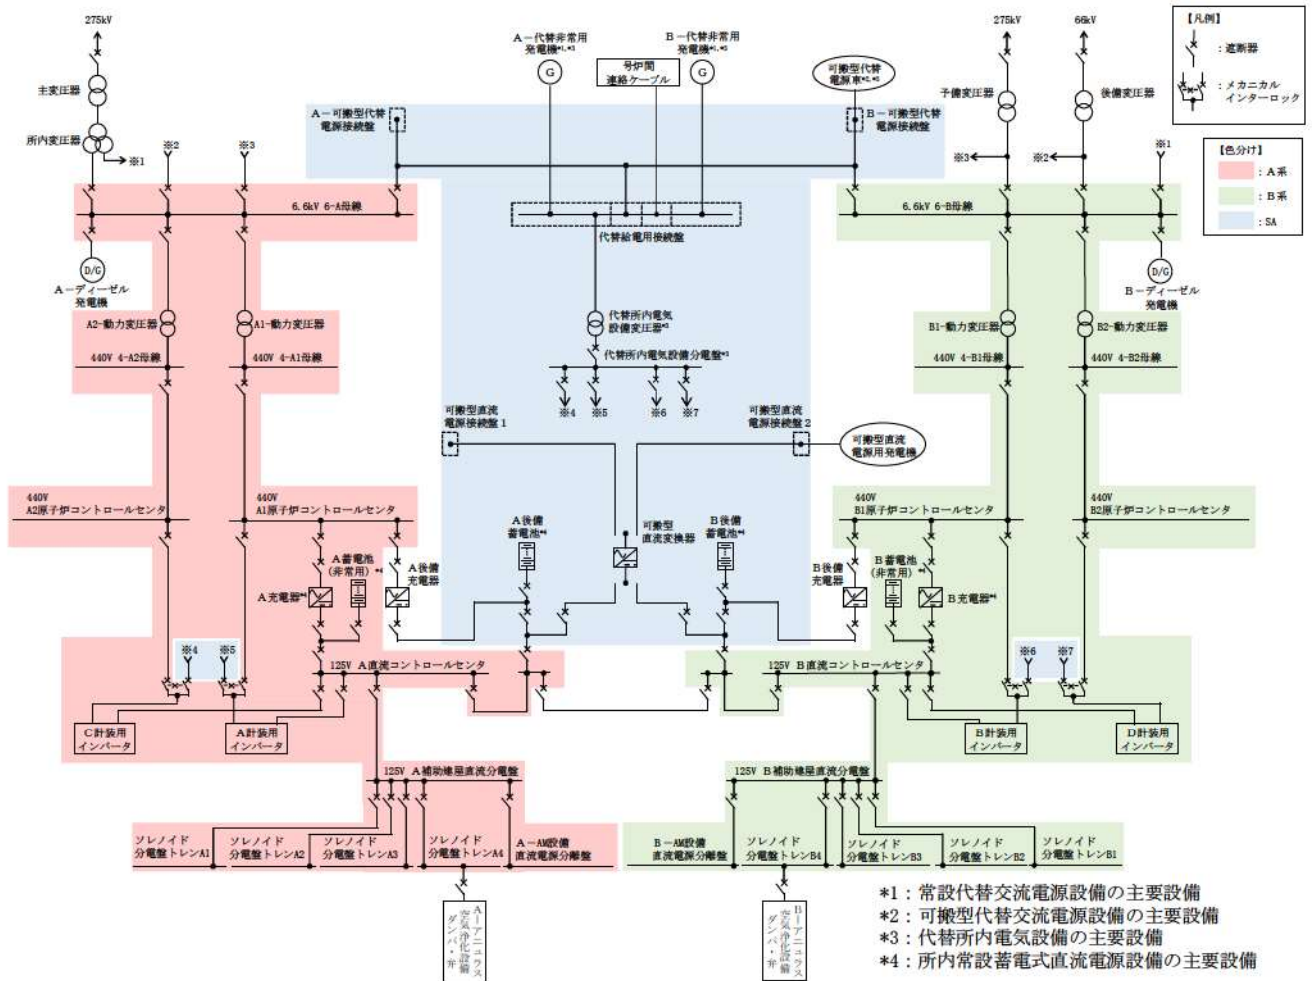 275kV
主変圧器
所内変圧器
※1
※2
※3
A－代替非常用
発電機*1,*3
G
号炉間
連絡ケーブル
B－代替非常用
発電機*1,*3
G
可搬型代替
電源車*2,*3
A－可搬型代替
電源接続盤
B－可搬型代替
電源接続盤
275kV
66kV
予備変圧器
後備変圧器
※3
※2
※1
【凡例】
：遮断器
：メカニカル
インターロック
【色分け】
：A系
：B系
：SA
6.6kV 6-A母線
6.6kV 6-B母線
代替給電用接続盤
D/G
A－ディーゼル
発電機
D/G
B－ディーゼル
発電機
A2-動力変圧器
A1-動力変圧器
代替所内電気
設備変圧器*3
B1-動力変圧器
B2-動力変圧器
440V 4-A2母線
440V 4-A1母線
代替所内電気設備分電盤*3
440V 4-B1母線
440V 4-B2母線
※4
※5
※6
※7
可搬型直流
電源接続盤1
可搬型直流
電源接続盤2
可搬型直流
電源用発電機
440V
A2原子炉コントロールセンタ
440V
A1原子炉コントロールセンタ
440V
B1原子炉コントロールセンタ
440V
B2原子炉コントロールセンタ
A後備
蓄電池*4
可搬型
直流変換器
B後備
蓄電池*4
A充電器*4
A蓄電池
（非常用）*4
A後備
充電器
B後備
充電器
B蓄電池
（非常用）*4
B充電器*4
※4
※5
※6
※7
125V A直流コントロールセンタ
125V B直流コントロールセンタ
C計装用
インバータ
A計装用
インバータ
B計装用
インバータ
D計装用
インバータ
125V A補助建屋直流分電盤
125V B補助建屋直流分電盤
ソレノイド
分電盤トレンA1
ソレノイド
分電盤トレンA2
ソレノイド
分電盤トレンA3
ソレノイド
分電盤トレンA4
A－AM設備
直流電源分離盤
B－AM設備
直流電源分離盤
ソレノイド
分電盤トレンB4
ソレノイド
分電盤トレンB3
ソレノイド
分電盤トレンB2
ソレノイド
分電盤トレンB1
A－アニュラス
空気浄化設備
ダンパ・弁
B－アニュラス
空気浄化設備
ダンパ・弁
*1：常設代替交流電源設備の主要設備
*2：可搬型代替交流電源設備の主要設備
*3：代替所内電気設備の主要設備
*4：所内常設蓄電式直流電源設備の主要設備